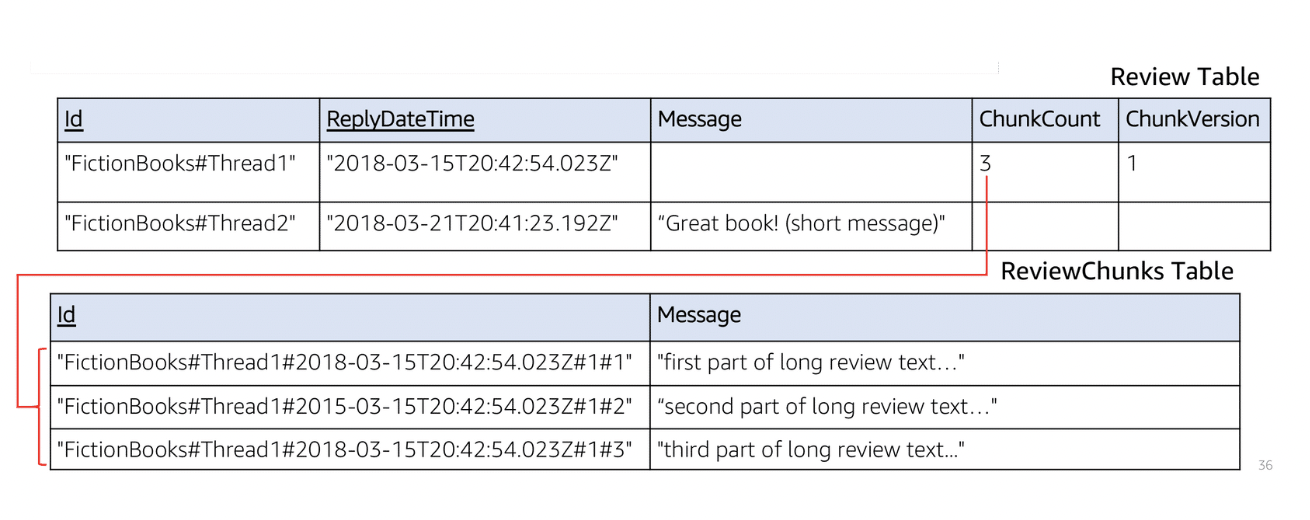 Review Table
Id ReplyDateTime Message ChunkCount ChunkVersion
"FictionBooks#Thread1" "2018-03-15T20:42:54.023Z" 3 1
"FictionBooks#Thread2" "2018-03-21T20:41:23.192Z" “Great book! (short message)"
ReviewChunks Table
Id Message
"FictionBooks#Thread1#2018-03-15T20:42:54.023Z#1#1" "first part of long review text…"
"FictionBooks#Thread1#2015-03-15T20:42:54.023Z#1#2" “second part of long review text…"
"FictionBooks#Thread1#2018-03-15T20:42:54.023Z#1#3" "third part of long review text..."
36